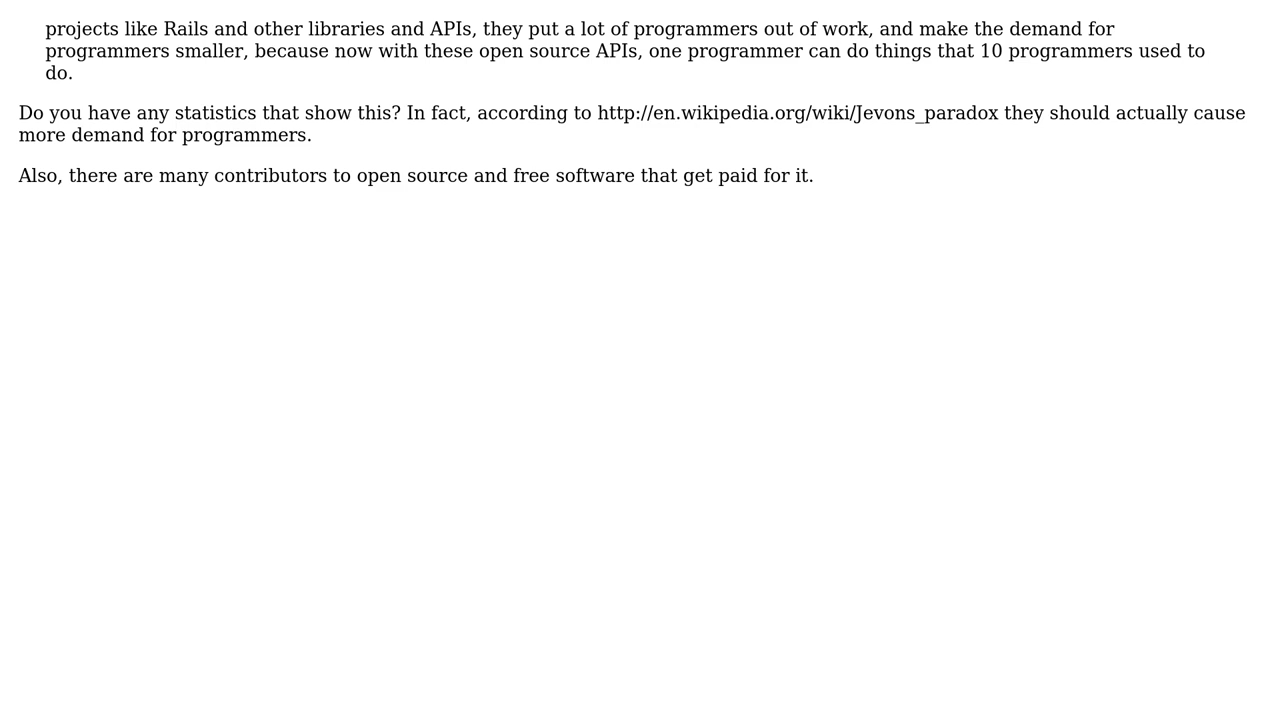 projects like Rails and other libraries and APIs, they put a lot of programmers out of work, and make the demand for
programmers smaller, because now with these open source APIs, one programmer can do things that 10 programmers used to
do.
Do you have any statistics that show this? In fact, according to http://en.wikipedia.org/wiki/Jevons_paradox they should actually cause
more demand for programmers.
Also, there are many contributors to open source and free software that get paid for it.